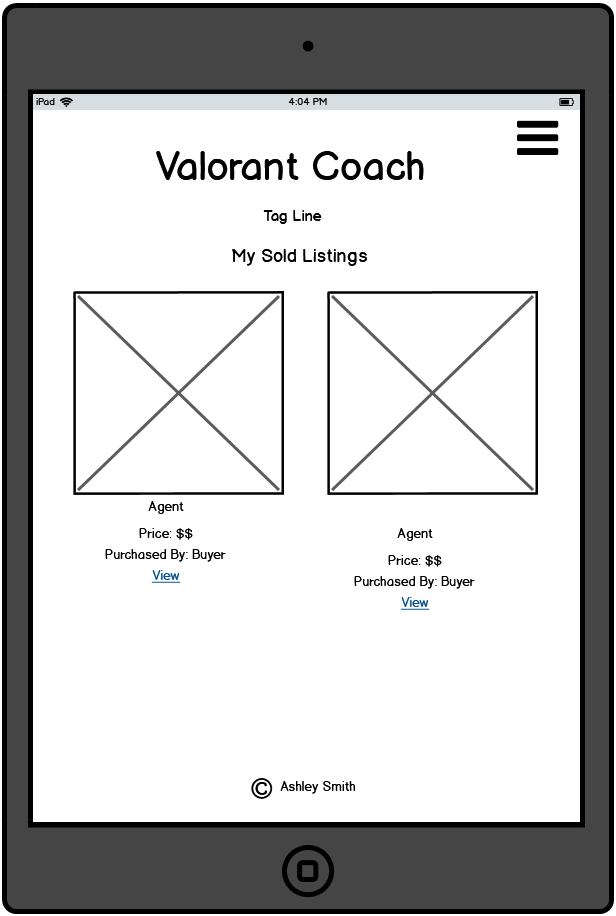 iPad 4:04 PM
Valorant Coach
Tag Line
My Sold Listings
Agent
Price: $$
Purchased By: Buyer
View
Agent
Price: $$
Purchased By: Buyer
View
© Ashley Smith